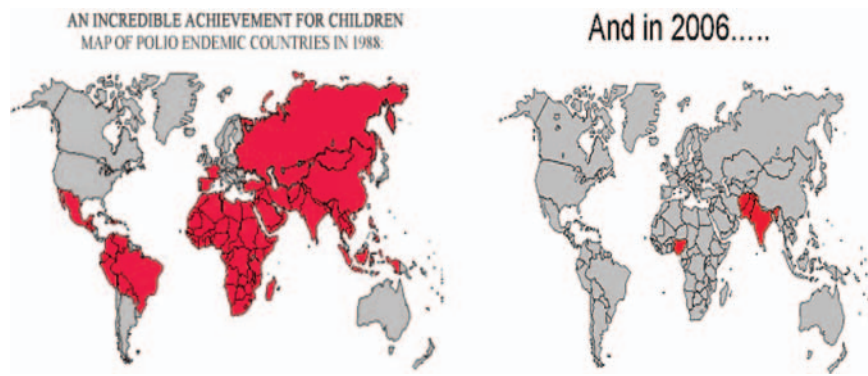 AN INCREDIBLE ACHIEVEMENT FOR CHILDREN
MAP OF POLIO ENDEMIC COUNTRIES IN 1988:
And in 2006.....